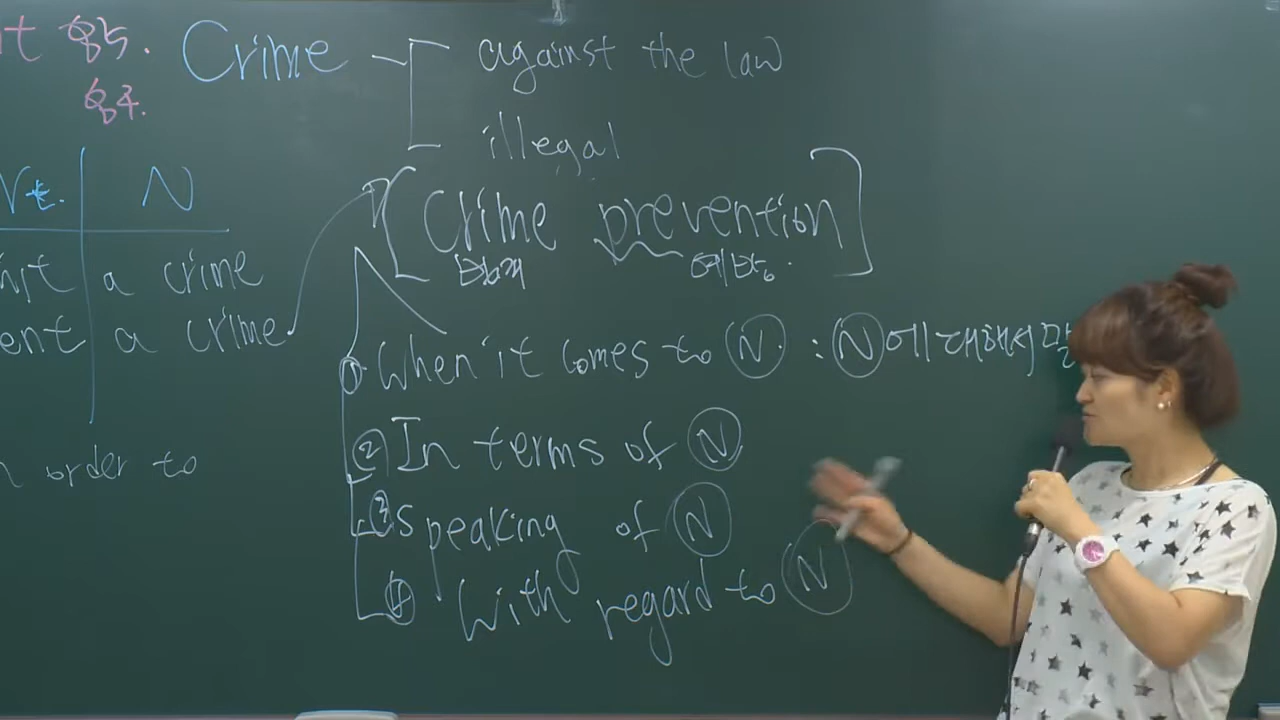 Crime - against the law
illegal
Vt. N
[Crime prevention]
범죄 예방.
a crime
a crime
① When it comes to N : N에 대해서
order to
② In terms of N
③ Speaking of N
④ With regard to N